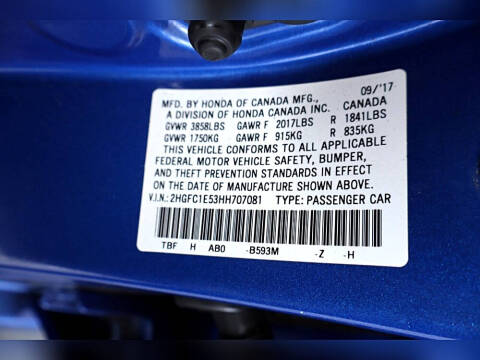 09/'17
MFD. BY HONDA OF CANADA MFG.,
A DIVISION OF HONDA CANADA INC. CANADA
GVWR 3858LBS GAWR F 2017LBS R 1841LBS
GVWR 1750KG GAWR F 915KG R 835KG
THIS VEHICLE CONFORMS TO ALL APPLICABLE
FEDERAL MOTOR VEHICLE SAFETY, BUMPER,
AND THEFT PREVENTION STANDARDS IN EFFECT
ON THE DATE OF MANUFACTURE SHOWN ABOVE.
V.I.N.: 2HGFC1E53HH707081 TYPE: PASSENGER CAR
TBF H AB0 -B593M -Z -H